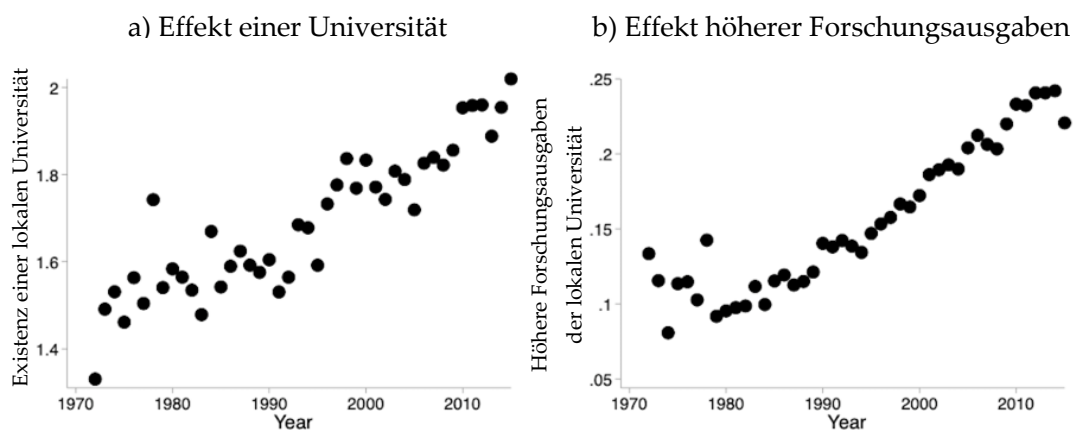 a) Effekt einer Universität
Existenz einer lokalen Universität
2
1.8
1.6
1.4
1970
1980
1990
2000
2010
Year
b) Effekt höherer Forschungsausgaben
Höhere Forschungsausgaben
der lokalen Universität
.25
.2
.15
.1
.05
1970
1980
1990
2000
2010
Year